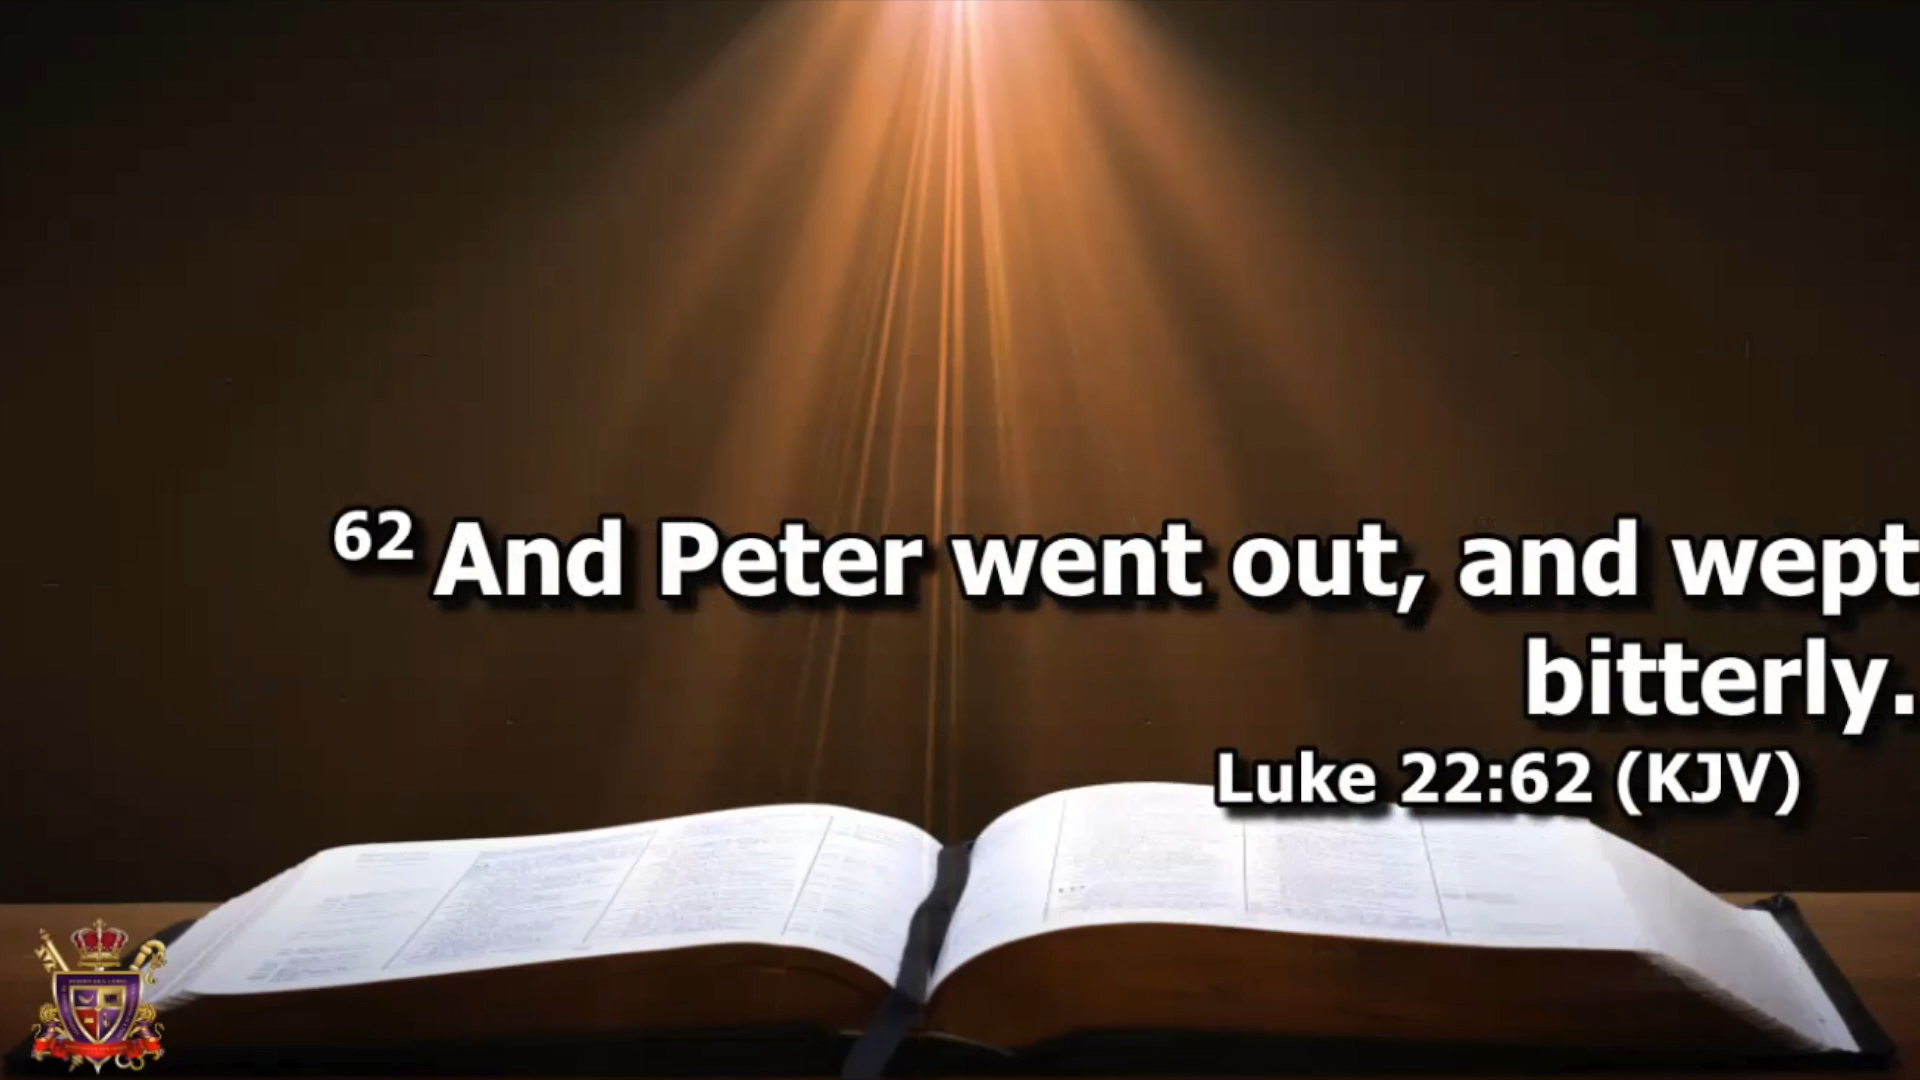 62 And Peter went out, and wept
bitterly.
Luke 22:62 (KJV)